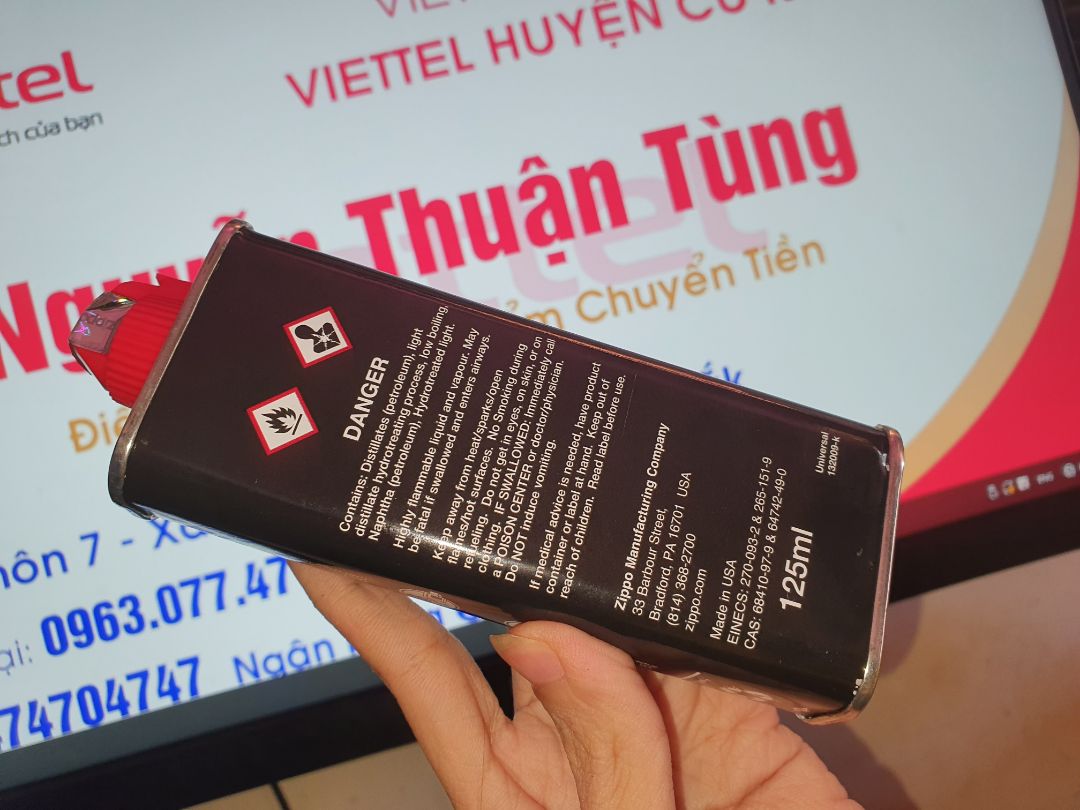 VIETTEL HUYỆN CƯ
ch của bạn
Thuận Tùng
Chuyển Tiền
hôn 7 -
ại: 0963.077.47
74704747 Ngân
DANGER
Contains: Distillates (petroleum), light
distillate hydrotreating process, low boiling,
Naphtha (petroleum), Hydrotreated light.
Highly flammable liquid and vapour. May
be fatal if swallowed and enters airways.
Keep away from heat/sparks/open
flames/hot surfaces. No Smoking during
refueling. Do not get in eyes, on skin, or on
clothing. IF SWALLOWED: Immediately call
a POISON CENTER or doctor/physician.
Do NOT induce vomiting.
If medical advice is needed, have product
container or label at hand. Keep out of
reach of children. Read label before use.
Zippo Manufacturing Company
33 Barbour Street,
Bradford, PA 16701 USA
(814) 368-2700
zippo.com
Made in USA
EINECS: 270-093-2 & 265-151-9
CAS: 68410-97-9 & 64742-49-0
125ml
Universal
132009-k